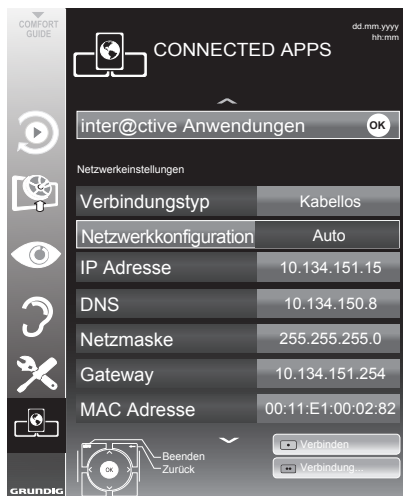 COMFORT
GUIDE
CONNECTED APPS
dd.mm.yyyy
hh:mm
inter@ctive Anwendungen OK
Netzwerkeinstellungen
Verbindungstyp Kabellos
Netzwerkkonfiguration Auto
IP Adresse 10.134.151.15
DNS 10.134.150.8
Netzmaske 255.255.255.0
Gateway 10.134.151.254
MAC Adresse 00:11:E1:00:02:82
OK
Beenden
Zurück
Verbinden
Verbindung...
GRUNDIG